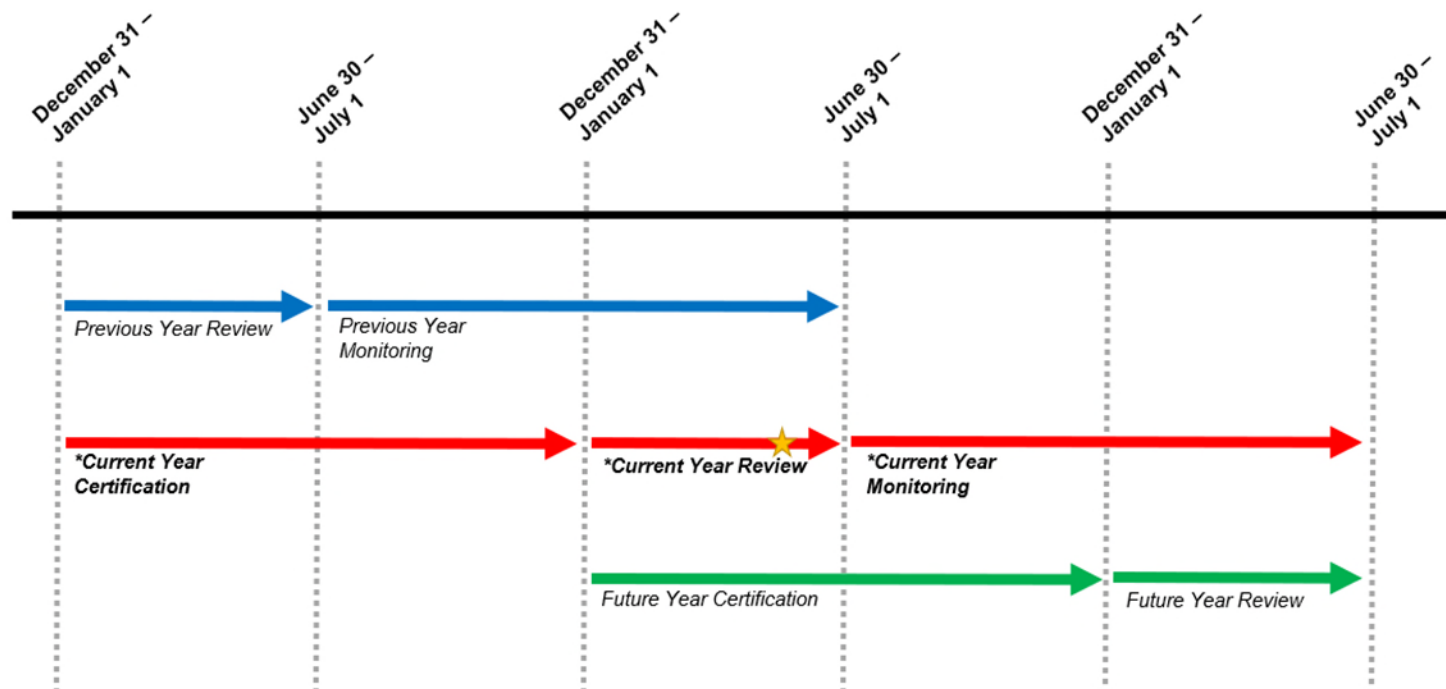 December 31 –
January 1
June 30 –
July 1
December 31 –
January 1
June 30 –
July 1
December 31 –
January 1
June 30 –
July 1
Previous Year Review
Previous Year
Monitoring
*Current Year
Certification
*Current Year Review
*Current Year
Monitoring
Future Year Certification
Future Year Review